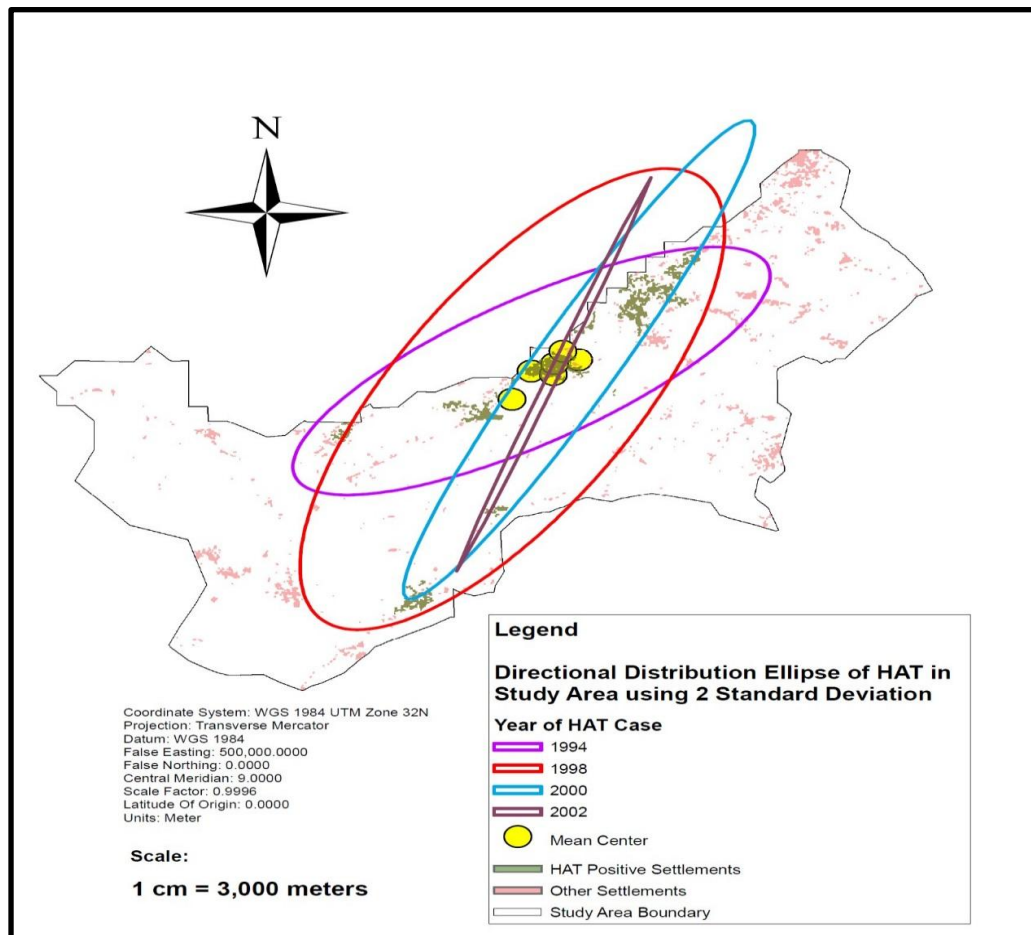 N
Coordinate System: WGS 1984 UTM Zone 32N
Projection: Transverse Mercator
Datum: WGS 1984
False Easting: 500,000.0000
False Northing: 0.0000
Central Meridian: 9.0000
Scale Factor: 0.9996
Latitude Of Origin: 0.0000
Units: Meter
Scale:
1 cm = 3,000 meters
Legend
Directional Distribution Ellipse of HAT in
Study Area using 2 Standard Deviation
Year of HAT Case
1994
1998
2000
2002
Mean Center
HAT Positive Settlements
Other Settlements
Study Area Boundary